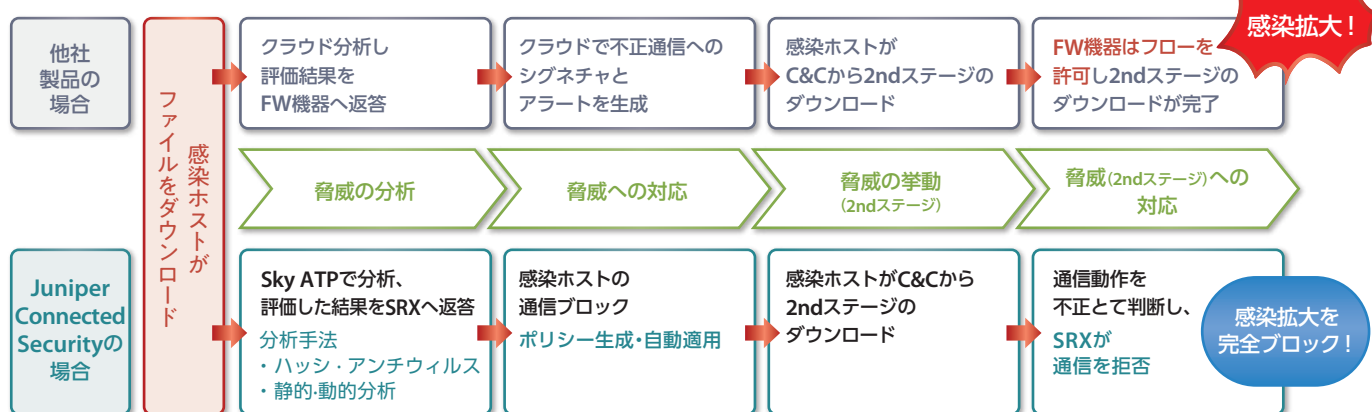 他社
製品の
場合
感染ホストが
ファイルをダウンロード
クラウド分析し
評価結果を
FW機器へ返答
クラウドで不正通信への
シグネチャと
アラートを生成
感染ホストが
C&Cから2ndステージの
ダウンロード
FW機器はフローを
許可し2ndステージの
ダウンロードが完了
感染拡大！
脅威の分析
脅威への対応
脅威の挙動
(2ndステージ)
脅威(2ndステージ)への
対応
Juniper
Connected
Securityの
場合
Sky ATPで分析、
評価した結果をSRXへ返答
分析手法
・ハッシ・アンチウィルス
・静的･動的分析
感染ホストの
通信ブロック
ポリシー生成・自動適用
感染ホストがC&Cから
2ndステージの
ダウンロード
通信動作を
不正とて判断し、
SRXが
通信を拒否
感染拡大を
完全ブロック！